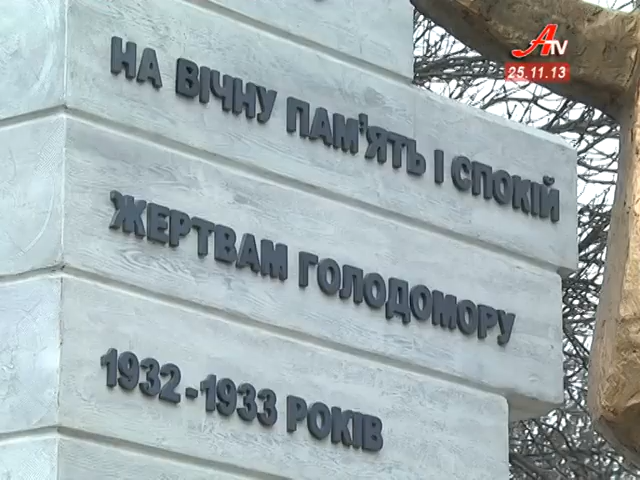 ATV
25.11.13
НА ВІЧНУ ПАМ'ЯТЬ І СПОКІЙ
ЖЕРТВАМ ГОЛОДОМОРУ
1932-1933 РОКІВ